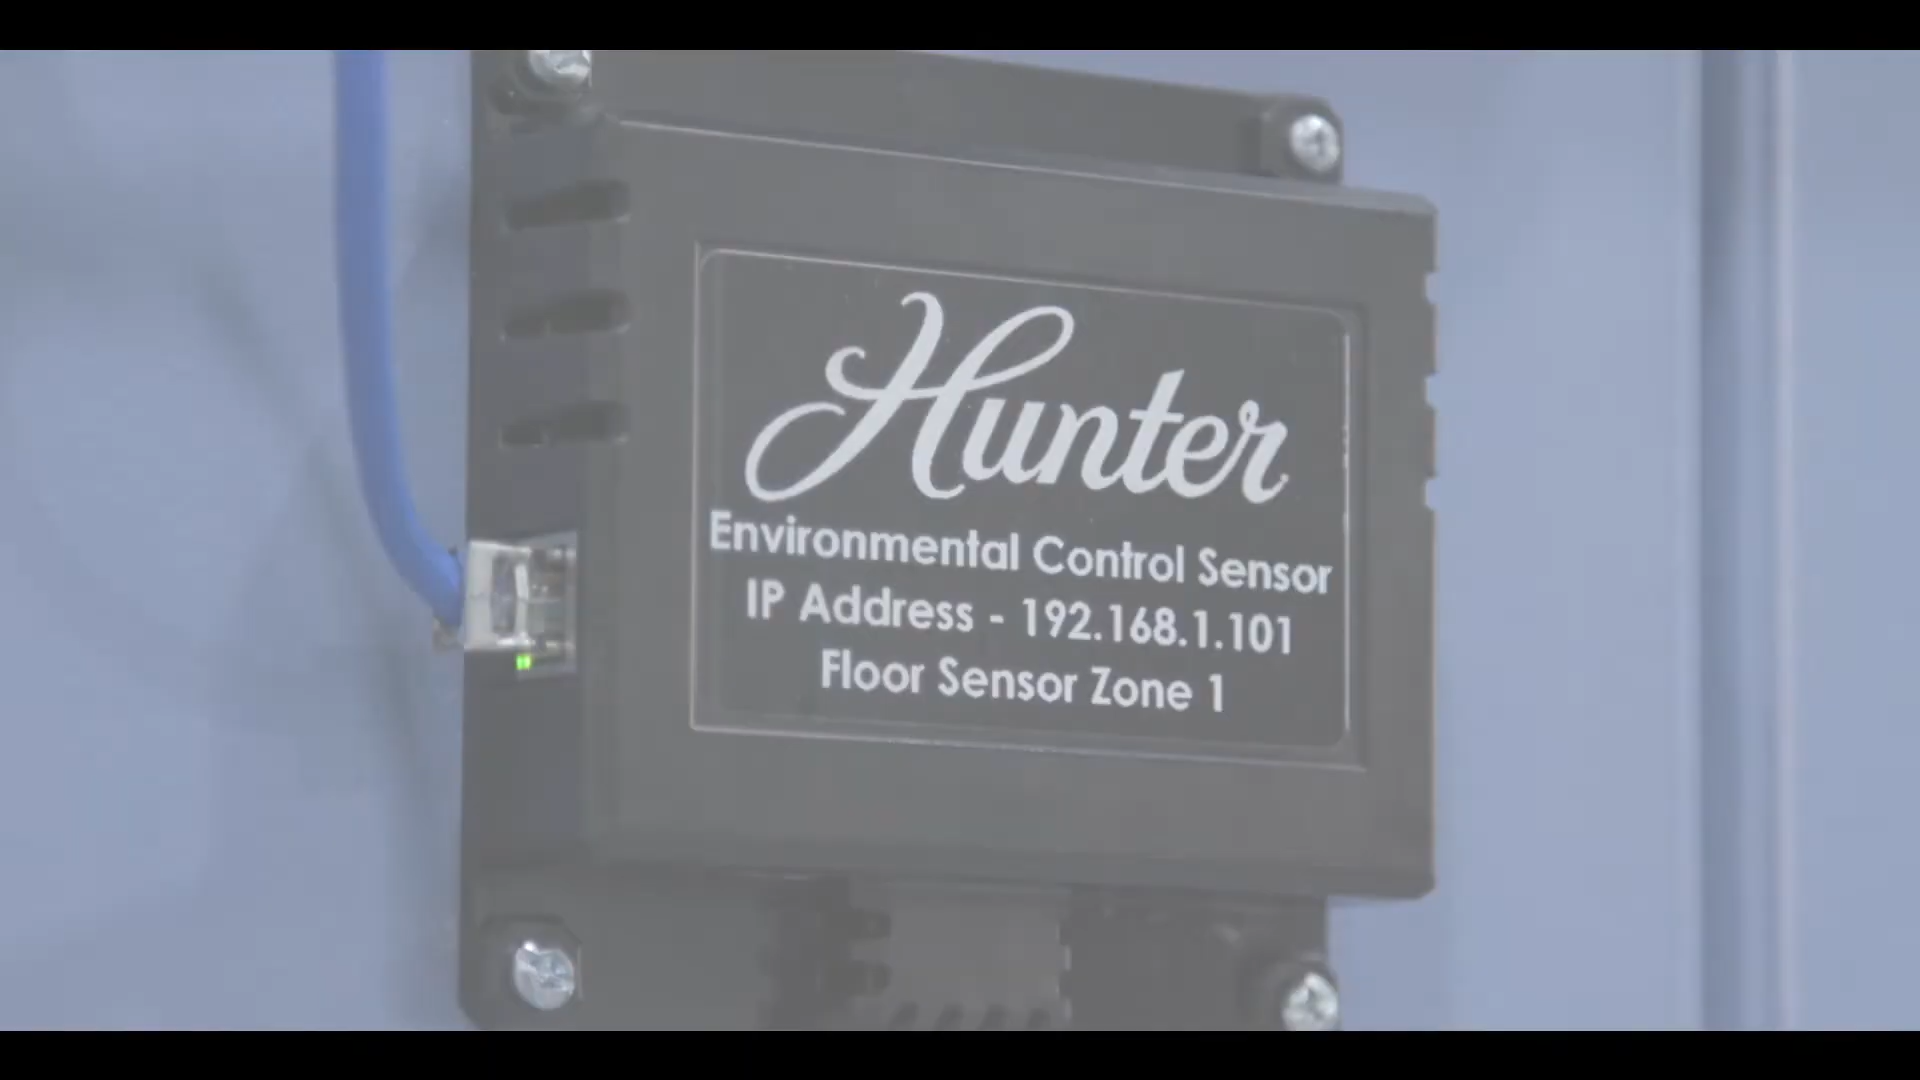 Hunter
Environmental Control Sensor
IP Address - 192.168.1.101
Floor Sensor Zone 1